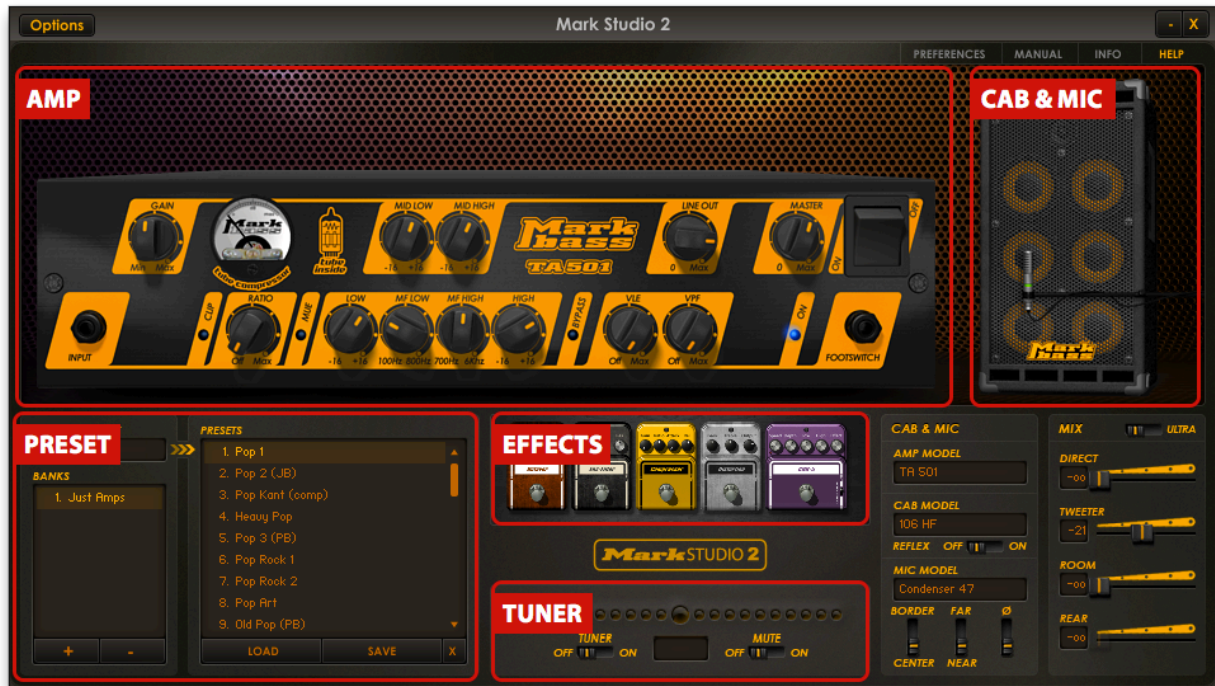 Options
Mark Studio 2
- X
PREFERENCES MANUAL INFO HELP
AMP
CAB & MIC
GAIN
Min Max
Mark
tube compressor
tube inside
MID LOW MID HIGH
-16 +16 -16 +16
Mark bass
TA 501
LINE OUT
0 Max
MASTER
0 Max
ON OFF
INPUT
CLIP
RATIO
Off Max
LOW MF LOW MF HIGH HIGH
-16 +16 100Hz 800Hz 700Hz 6Khz -16 +16
BYPASS
VLE VPF
Off Max Off Max
ON
FOOTSWITCH
Mark bass
PRESET
BANKS
1. Just Amps
+ -
PRESETS
1. Pop 1
2. Pop 2 (JB)
3. Pop Kant (comp)
4. Heavy Pop
5. Pop 3 (PB)
6. Pop Rock 1
7. Pop Rock 2
8. Pop Art
9. Old Pop (PB)
LOAD SAVE X
EFFECTS
Mark STUDIO 2
TUNER
TUNER
OFF ON
MUTE
OFF ON
CAB & MIC
AMP MODEL
TA 501
CAB MODEL
106 HF
REFLEX OFF ON
MIC MODEL
Condenser 47
BORDER FAR Ø
CENTER NEAR
MIX ULTRA
DIRECT
-oo
TWEETER
-21
ROOM
-oo
REAR
-oo